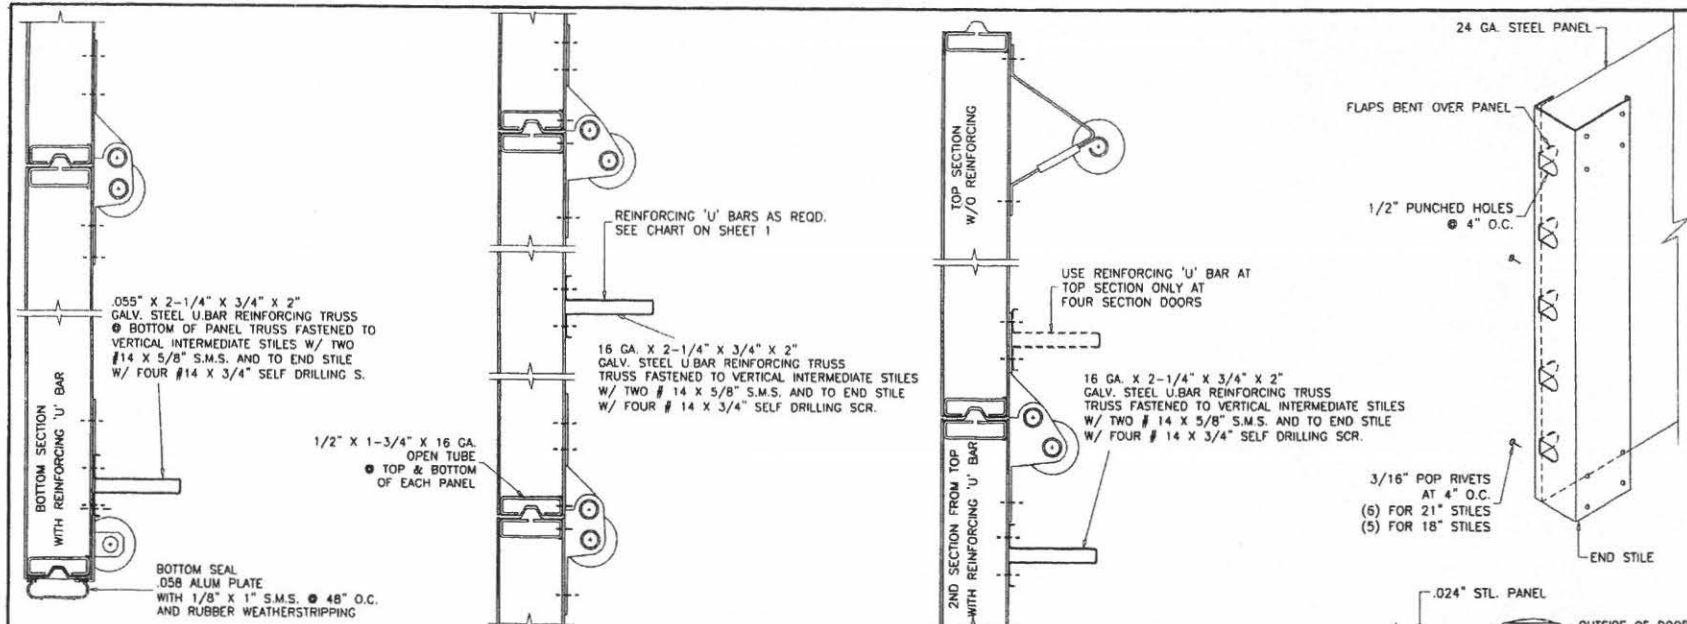 .055" X 2-1/4" X 3/4" X 2"
GALV. STEEL U.BAR REINFORCING TRUSS
@ BOTTOM OF PANEL TRUSS FASTENED TO
VERTICAL INTERMEDIATE STILES W/ TWO
#14 X 5/8" S.M.S. AND TO END STILE
W/ FOUR #14 X 3/4" SELF DRILLING S.
BOTTOM SECTION
WITH REINFORCING 'U' BAR
BOTTOM SEAL
.058 ALUM PLATE
WITH 1/8" X 1" S.M.S. @ 48" O.C.
AND RUBBER WEATHERSTRIPPING
REINFORCING 'U' BARS AS REQD.
SEE CHART ON SHEET 1
16 GA. X 2-1/4" X 3/4" X 2"
GALV. STEEL U.BAR REINFORCING TRUSS
TRUSS FASTENED TO VERTICAL INTERMEDIATE STILES
W/ TWO # 14 X 5/8" S.M.S. AND TO END STILE
W/ FOUR # 14 X 3/4" SELF DRILLING SCR.
1/2" X 1-3/4" X 16 GA.
OPEN TUBE
@ TOP & BOTTOM
OF EACH PANEL
TOP SECTION
W/O REINFORCING
USE REINFORCING 'U' BAR AT
TOP SECTION ONLY AT
FOUR SECTION DOORS
16 GA. X 2-1/4" X 3/4" X 2"
GALV. STEEL U.BAR REINFORCING TRUSS
TRUSS FASTENED TO VERTICAL INTERMEDIATE STILES
W/ TWO # 14 X 5/8" S.M.S. AND TO END STILE
W/ FOUR # 14 X 3/4" SELF DRILLING SCR.
2ND SECTION FROM TOP
WITH REINFORCING 'U' BAR
24 GA. STEEL PANEL
FLAPS BENT OVER PANEL
1/2" PUNCHED HOLES
@ 4" O.C.
3/16" POP RIVETS
AT 4" O.C.
(6) FOR 21" STILES
(5) FOR 18" STILES
END STILE
.024" STL. PANEL
OUTSIDE OF DOOR